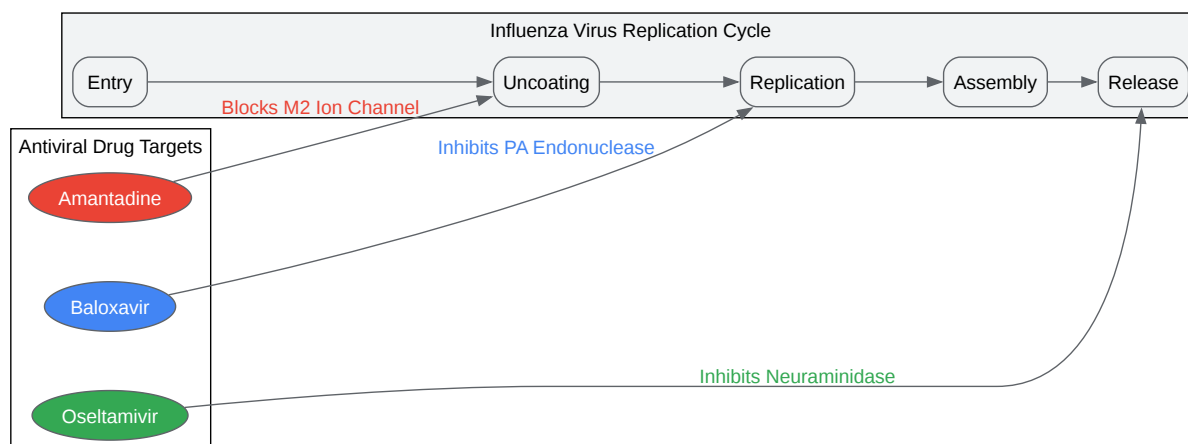 Influenza Virus Replication Cycle
Entry
Uncoating
Replication
Assembly
Release
Blocks M2 Ion Channel
Antiviral Drug Targets
Inhibits PA Endonuclease
Amantadine
Baloxavir
Inhibits Neuraminidase
Oseltamivir